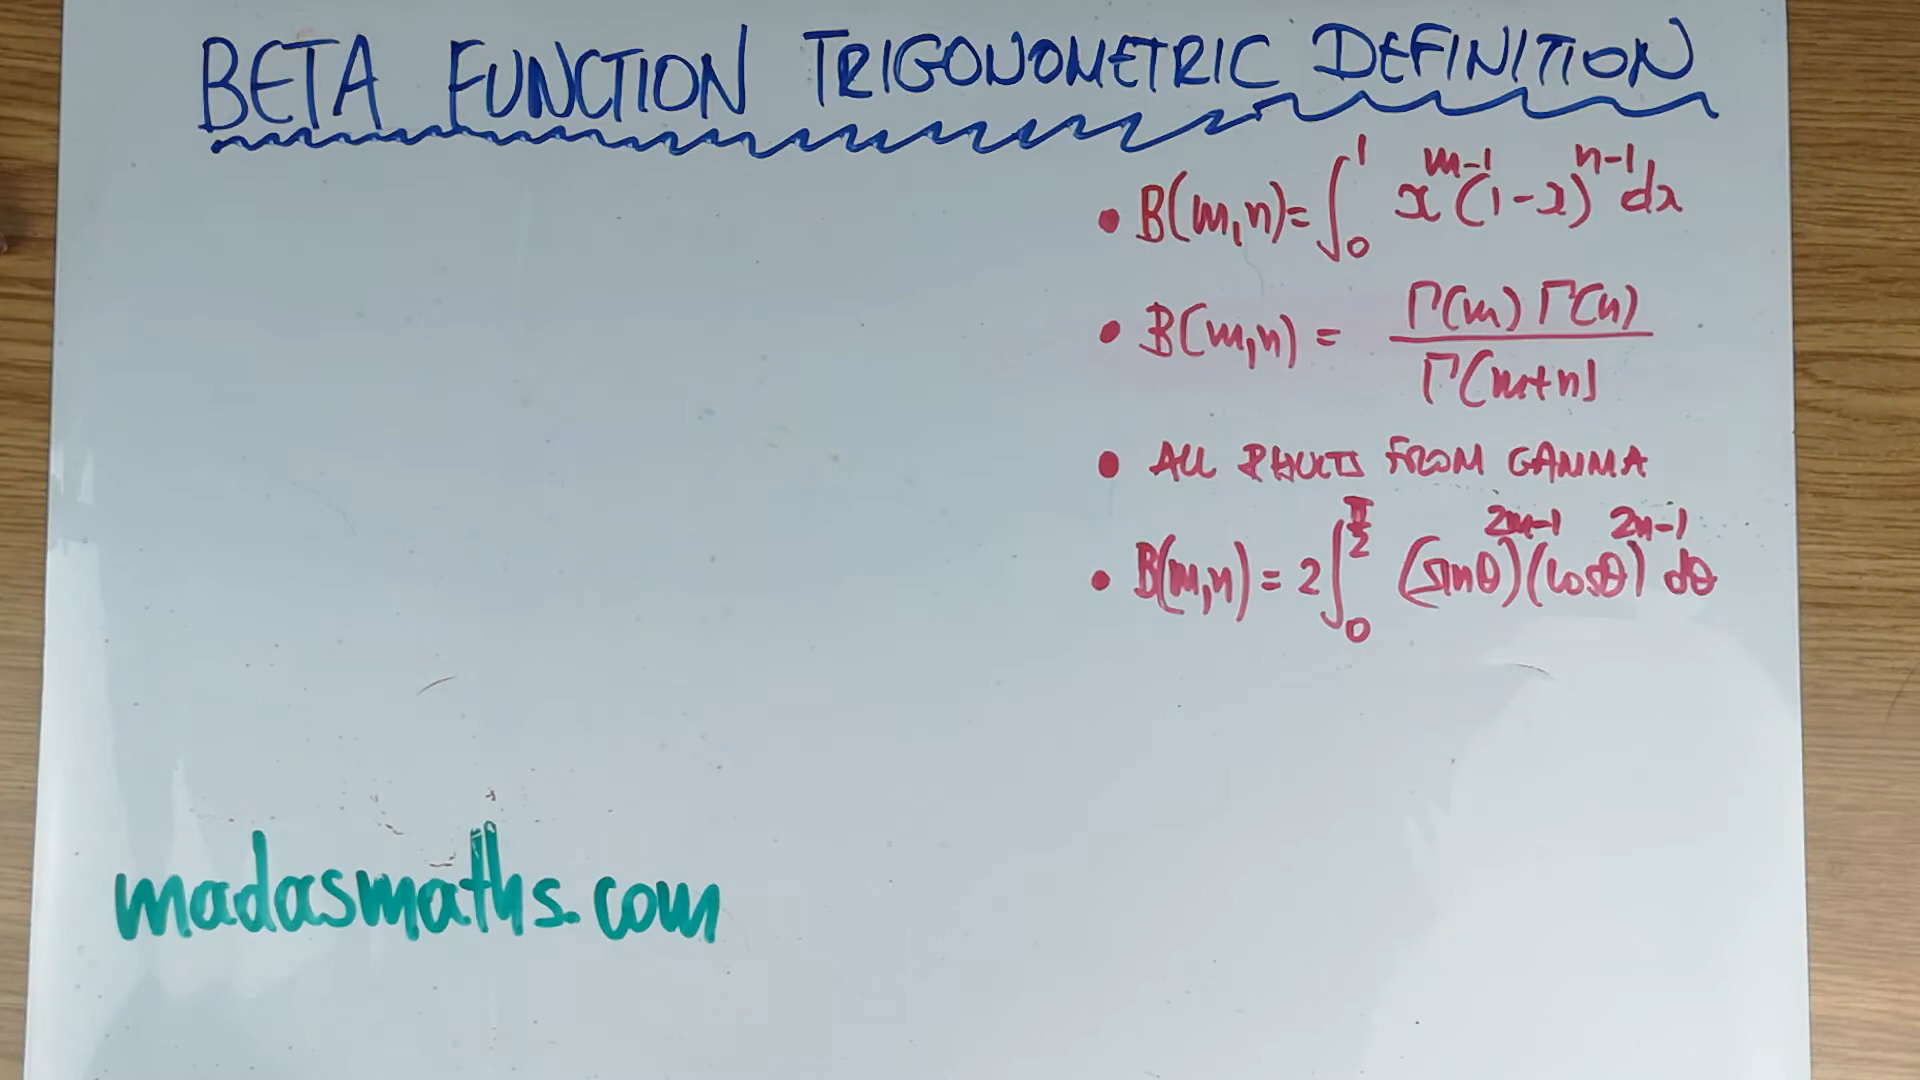 BETA FUNCTION TRIGONOMETRIC DEFINITION
• B(m,n)=∫₀¹ x^(m-1) (1-x)^(n-1) dx
• B(m,n) = Γ(m) Γ(n) / Γ(m+n)
• ALL RESULTS FROM GAMMA
• B(m,n) = 2∫₀^(π/2) (sinθ)^(2m-1) (cosθ)^(2n-1) dθ
madasmaths.com